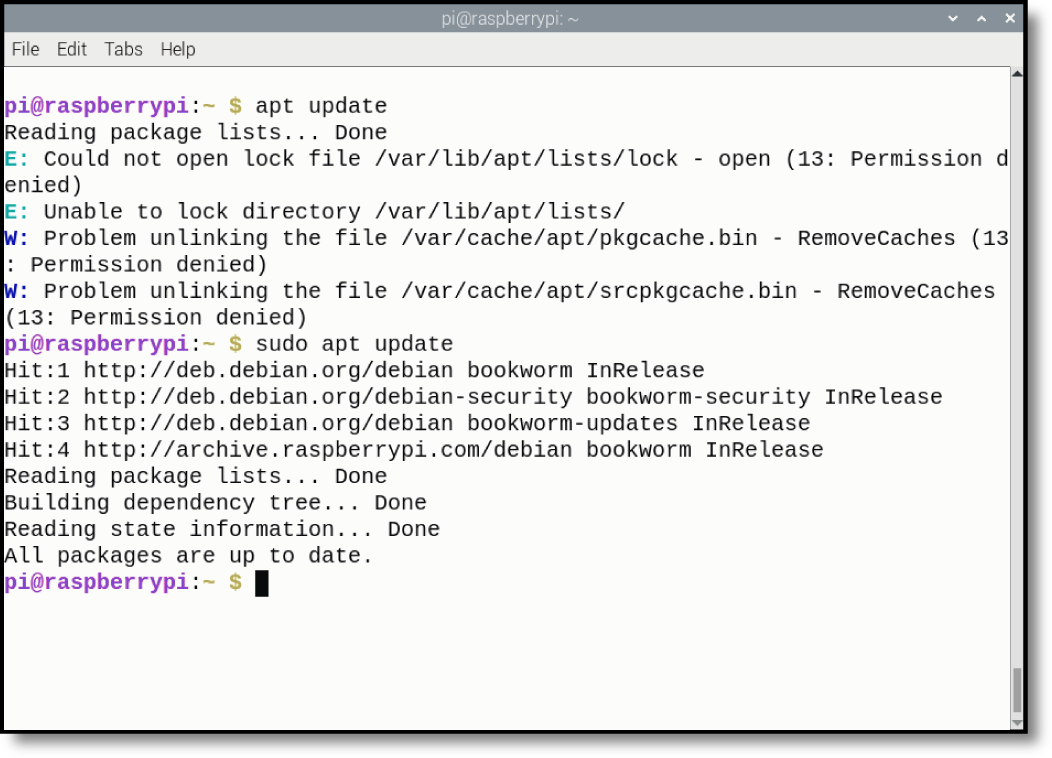 pi@raspberrypi: ~
File Edit Tabs Help
pi@raspberrypi:~ $ apt update
Reading package lists... Done
E: Could not open lock file /var/lib/apt/lists/lock - open (13: Permission d
enied)
E: Unable to lock directory /var/lib/apt/lists/
W: Problem unlinking the file /var/cache/apt/pkgcache.bin - RemoveCaches (13
: Permission denied)
W: Problem unlinking the file /var/cache/apt/srcpkgcache.bin - RemoveCaches
(13: Permission denied)
pi@raspberrypi:~ $ sudo apt update
Hit:1 http://deb.debian.org/debian bookworm InRelease
Hit:2 http://deb.debian.org/debian-security bookworm-security InRelease
Hit:3 http://deb.debian.org/debian bookworm-updates InRelease
Hit:4 http://archive.raspberrypi.com/debian bookworm InRelease
Reading package lists... Done
Building dependency tree... Done
Reading state information... Done
All packages are up to date.
pi@raspberrypi:~ $